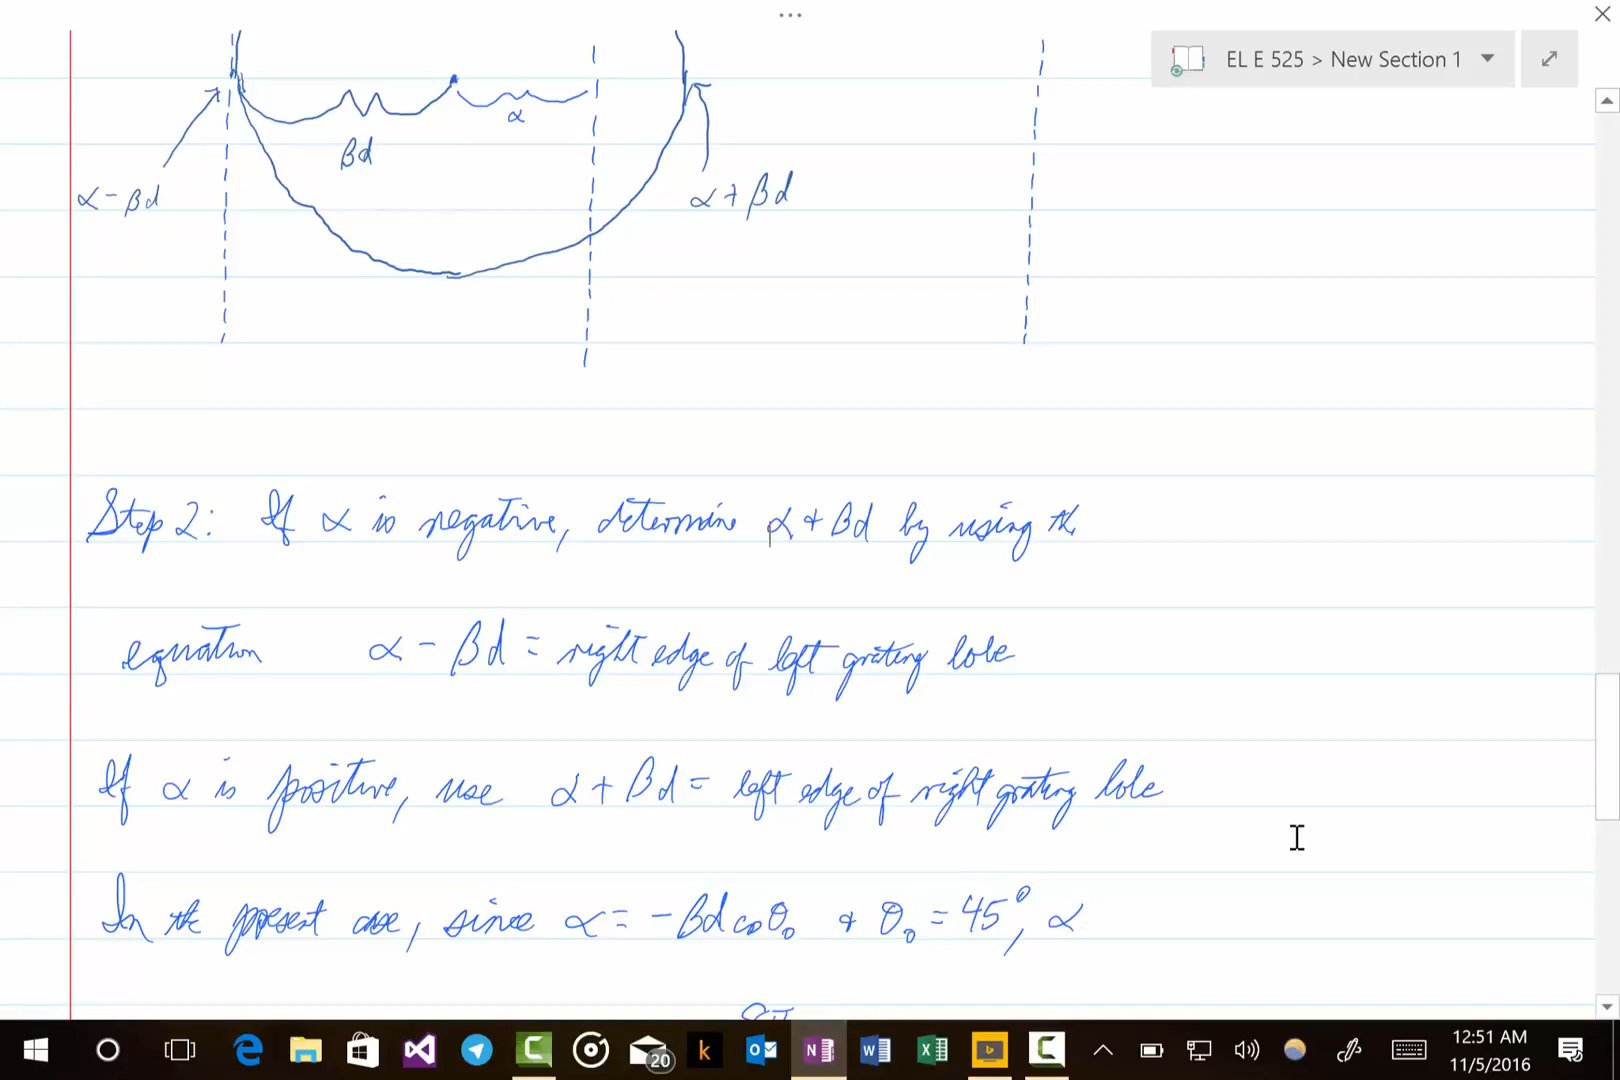 EL E 525 > New Section 1
α
βd
α - βd
α + βd
Step 2: If α is negative, determine α + βd by using the
equation α - βd = right edge of left grating lobe
If α is positive, use α + βd = left edge of right grating lobe
In the present case, since α = -βd cos θ₀ & θ₀ = 45°, α
20
12:51 AM
11/5/2016